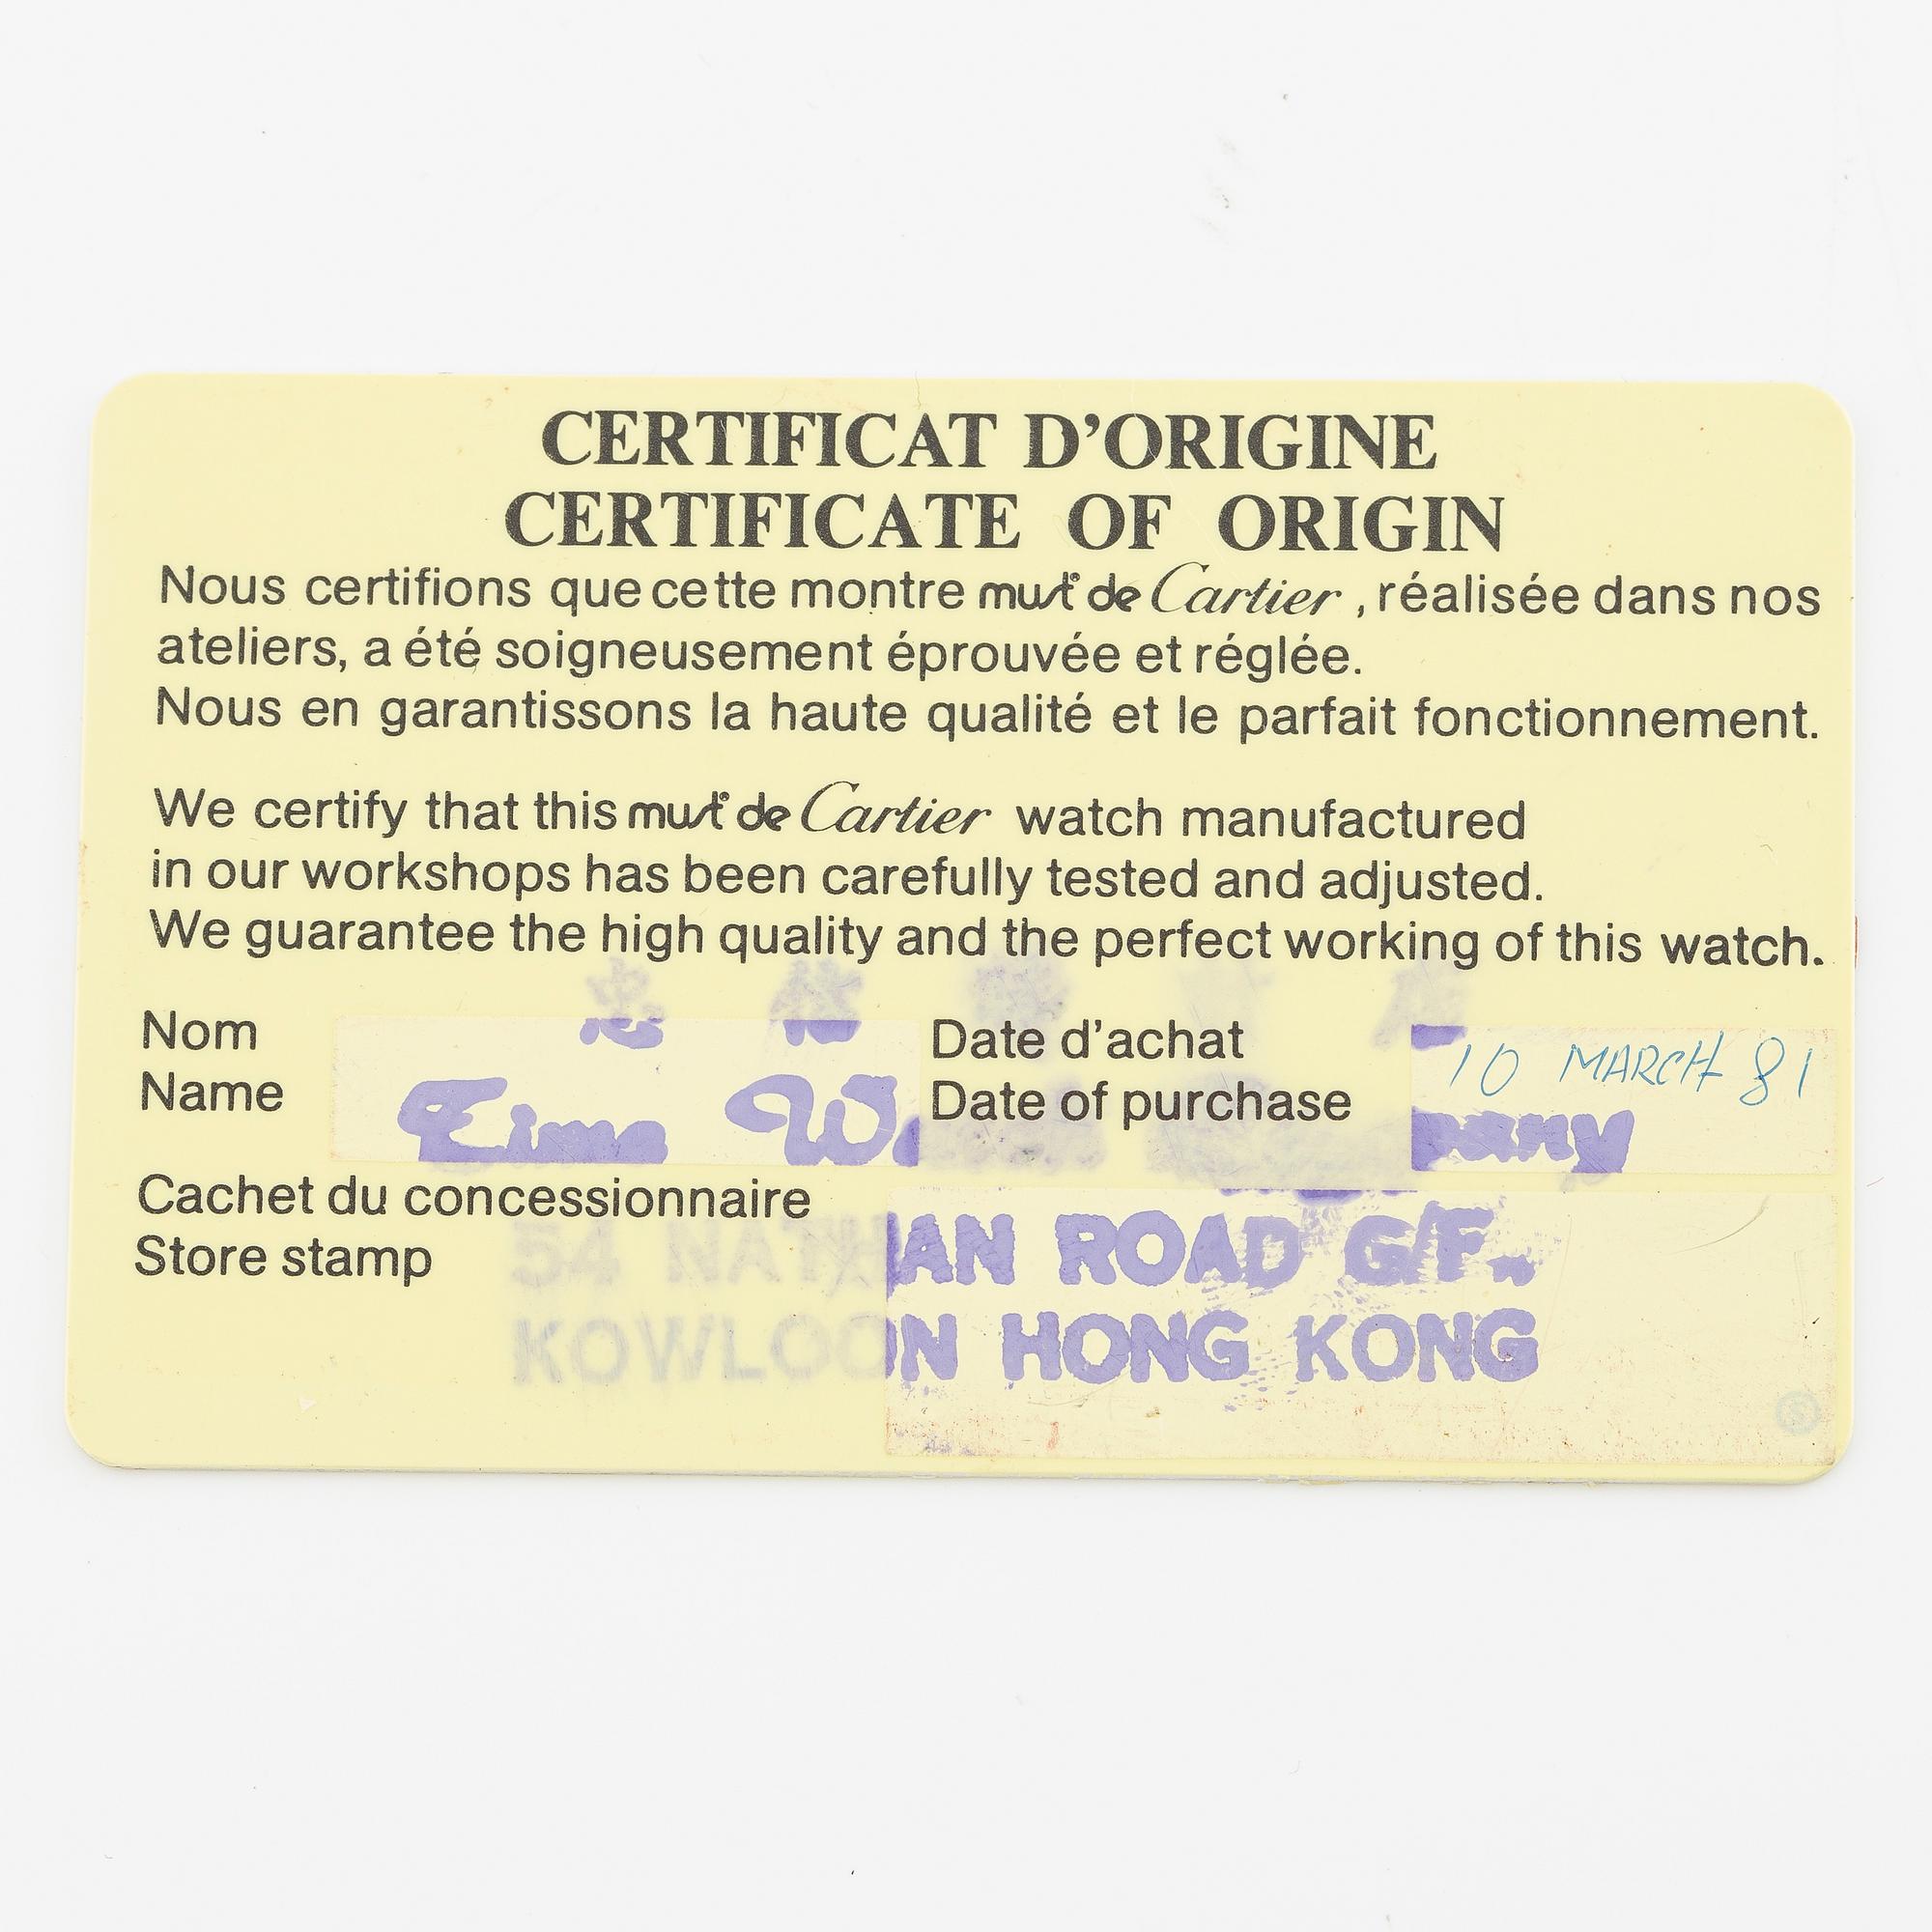 CERTIFICAT D'ORIGINE
CERTIFICATE OF ORIGIN
Nous certifions que cette montre must de Cartier, réalisée dans nos
ateliers, a été soigneusement éprouvée et réglée.
Nous en garantissons la haute qualité et le parfait fonctionnement.
We certify that this must de Cartier watch manufactured
in our workshops has been carefully tested and adjusted.
We guarantee the high quality and the perfect working of this watch.
Nom
Name
Time
Date d'achat
Date of purchase
10 MARCH 81
Cachet du concessionnaire
Store stamp
54 NATHAN ROAD G/F.
KOWLOON HONG KONG